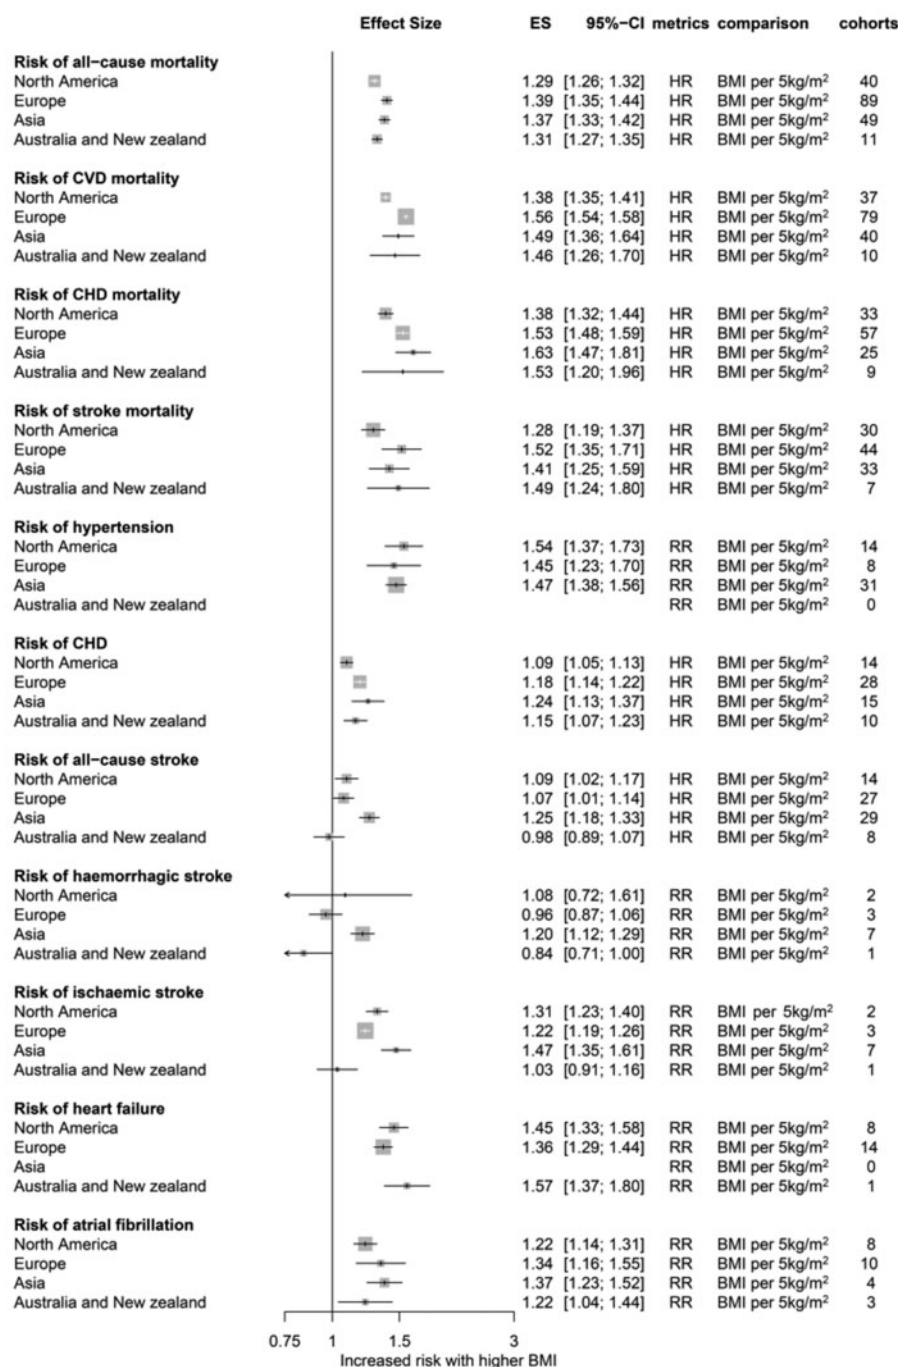 Effect Size ES 95%−CI metrics comparison cohorts
Risk of all−cause mortality
North America 1.29 [1.26; 1.32] HR BMI per 5kg/m² 40
Europe 1.39 [1.35; 1.44] HR BMI per 5kg/m² 89
Asia 1.37 [1.33; 1.42] HR BMI per 5kg/m² 49
Australia and New zealand 1.31 [1.27; 1.35] HR BMI per 5kg/m² 11
Risk of CVD mortality
North America 1.38 [1.35; 1.41] HR BMI per 5kg/m² 37
Europe 1.56 [1.54; 1.58] HR BMI per 5kg/m² 79
Asia 1.49 [1.36; 1.64] HR BMI per 5kg/m² 40
Australia and New zealand 1.46 [1.26; 1.70] HR BMI per 5kg/m² 10
Risk of CHD mortality
North America 1.38 [1.32; 1.44] HR BMI per 5kg/m² 33
Europe 1.53 [1.48; 1.59] HR BMI per 5kg/m² 57
Asia 1.63 [1.47; 1.81] HR BMI per 5kg/m² 25
Australia and New zealand 1.53 [1.20; 1.96] HR BMI per 5kg/m² 9
Risk of stroke mortality
North America 1.28 [1.19; 1.37] HR BMI per 5kg/m² 30
Europe 1.52 [1.35; 1.71] HR BMI per 5kg/m² 44
Asia 1.41 [1.25; 1.59] HR BMI per 5kg/m² 33
Australia and New zealand 1.49 [1.24; 1.80] HR BMI per 5kg/m² 7
Risk of hypertension
North America 1.54 [1.37; 1.73] RR BMI per 5kg/m² 14
Europe 1.45 [1.23; 1.70] RR BMI per 5kg/m² 8
Asia 1.47 [1.38; 1.56] RR BMI per 5kg/m² 31
Australia and New zealand RR BMI per 5kg/m² 0
Risk of CHD
North America 1.09 [1.05; 1.13] HR BMI per 5kg/m² 14
Europe 1.18 [1.14; 1.22] HR BMI per 5kg/m² 28
Asia 1.24 [1.13; 1.37] HR BMI per 5kg/m² 15
Australia and New zealand 1.15 [1.07; 1.23] HR BMI per 5kg/m² 10
Risk of all−cause stroke
North America 1.09 [1.02; 1.17] HR BMI per 5kg/m² 14
Europe 1.07 [1.01; 1.14] HR BMI per 5kg/m² 27
Asia 1.25 [1.18; 1.33] HR BMI per 5kg/m² 29
Australia and New zealand 0.98 [0.89; 1.07] HR BMI per 5kg/m² 8
Risk of haemorrhagic stroke
North America 1.08 [0.72; 1.61] RR BMI per 5kg/m² 2
Europe 0.96 [0.87; 1.06] RR BMI per 5kg/m² 3
Asia 1.20 [1.12; 1.29] RR BMI per 5kg/m² 7
Australia and New zealand 0.84 [0.71; 1.00] RR BMI per 5kg/m² 1
Risk of ischaemic stroke
North America 1.31 [1.23; 1.40] RR BMI per 5kg/m² 2
Europe 1.22 [1.19; 1.26] RR BMI per 5kg/m² 3
Asia 1.47 [1.35; 1.61] RR BMI per 5kg/m² 7
Australia and New zealand 1.03 [0.91; 1.16] RR BMI per 5kg/m² 1
Risk of heart failure
North America 1.45 [1.33; 1.58] RR BMI per 5kg/m² 8
Europe 1.36 [1.29; 1.44] RR BMI per 5kg/m² 14
Asia RR BMI per 5kg/m² 0
Australia and New zealand 1.57 [1.37; 1.80] RR BMI per 5kg/m² 1
Risk of atrial fibrillation
North America 1.22 [1.14; 1.31] RR BMI per 5kg/m² 8
Europe 1.34 [1.16; 1.55] RR BMI per 5kg/m² 10
Asia 1.37 [1.23; 1.52] RR BMI per 5kg/m² 4
Australia and New zealand 1.22 [1.04; 1.44] RR BMI per 5kg/m² 3
0.75 1 1.5 3
Increased risk with higher BMI